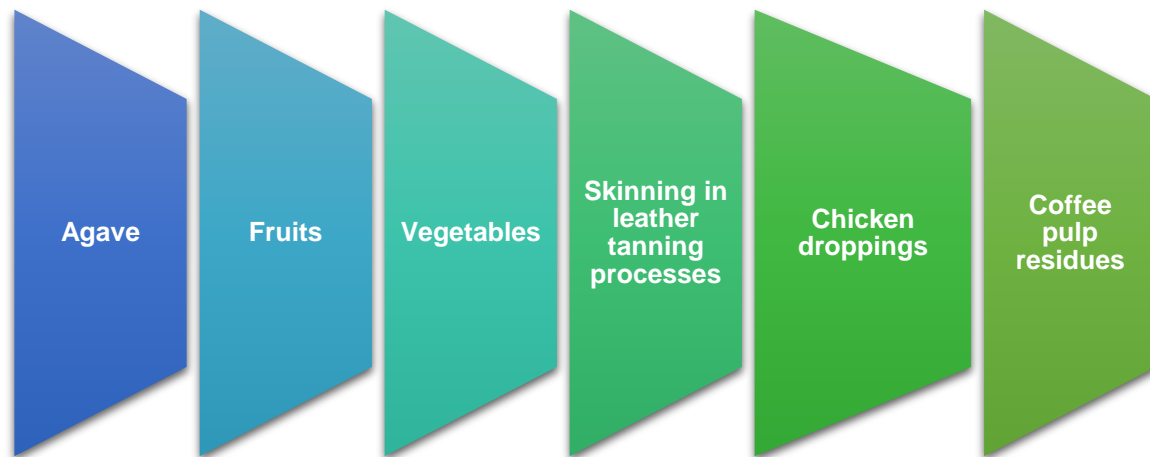 Agave
Fruits
Vegetables
Skinning in
leather
tanning
processes
Chicken
droppings
Coffee
pulp
residues